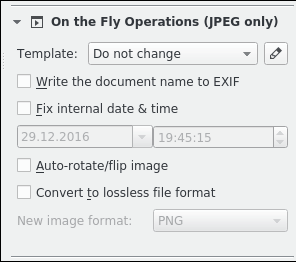 On the Fly Operations (JPEG only)
Template: Do not change
Write the document name to EXIF
Fix internal date & time
29.12.2016 19:45:15
Auto-rotate/flip image
Convert to lossless file format
New image format: PNG